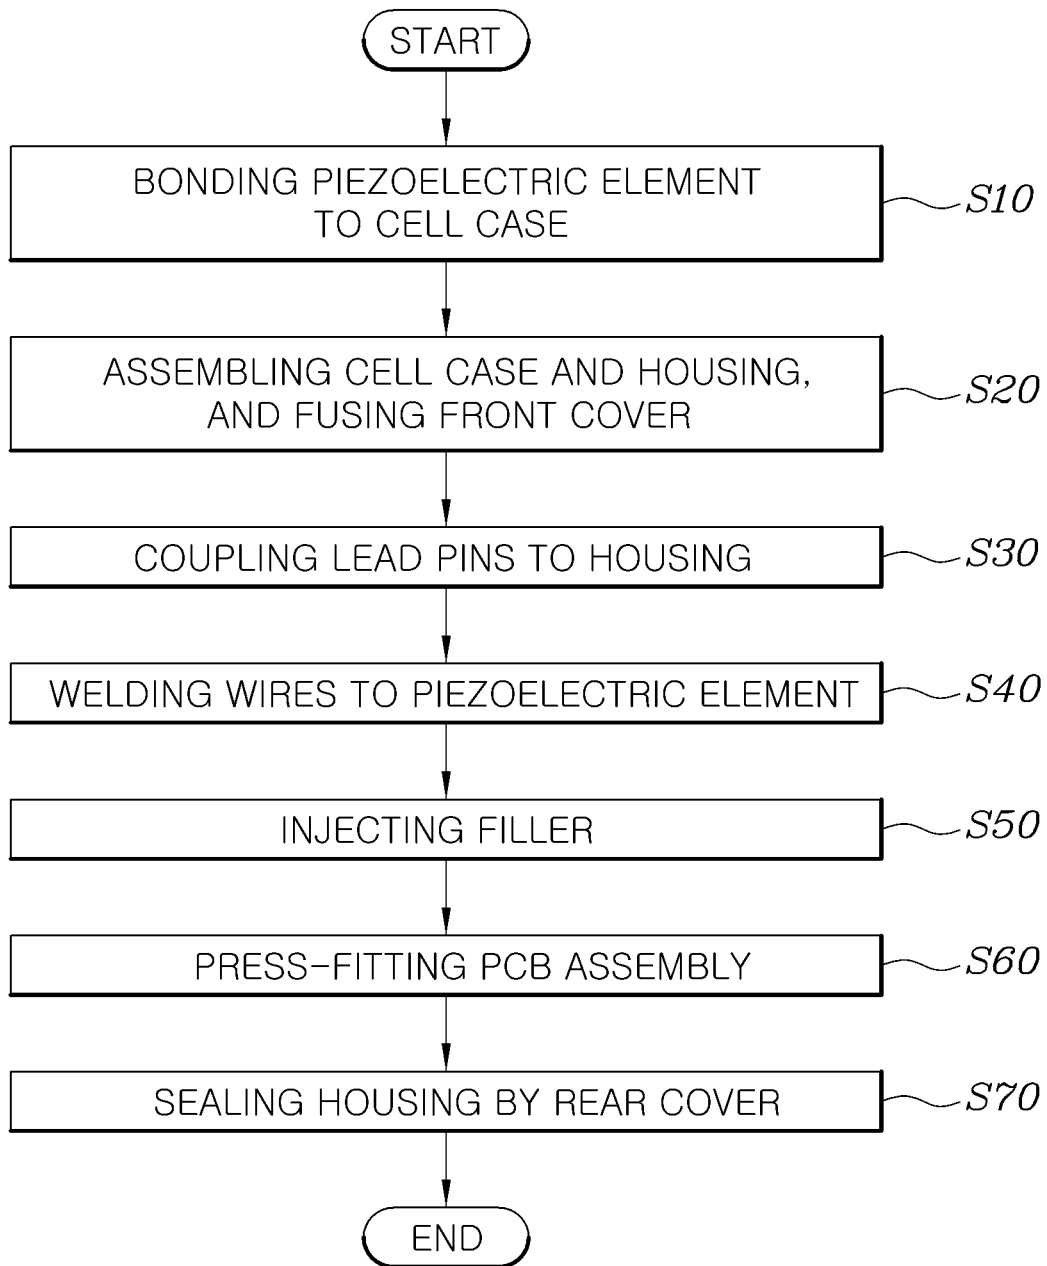 START
BONDING PIEZOELECTRIC ELEMENT
TO CELL CASE
S10
ASSEMBLING CELL CASE AND HOUSING,
AND FUSING FRONT COVER
S20
COUPLING LEAD PINS TO HOUSING
S30
WELDING WIRES TO PIEZOELECTRIC ELEMENT
S40
INJECTING FILLER
S50
PRESS-FITTING PCB ASSEMBLY
S60
SEALING HOUSING BY REAR COVER
S70
END